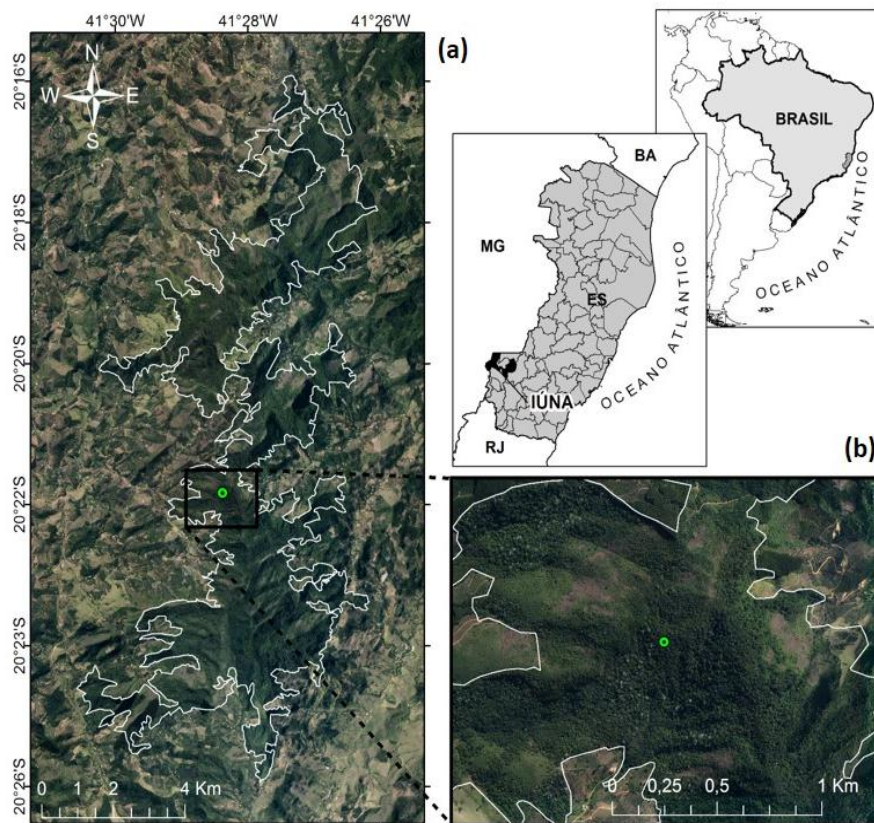 41°30'W 41°28'W 41°26'W
(a)
N
W E
S
20°16'S
20°18'S
20°20'S
20°22'S
20°23'S
20°26'S
0 1 2 4 Km
BRASIL
OCEANO ATLÂNTICO
BA
MG
ES
OCEANO ATLÂNTICO
IÚNA
RJ
(b)
0 0,25 0,5 1 Km